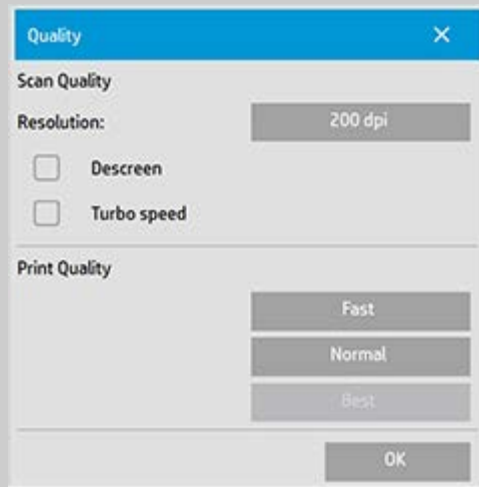 Quality
Scan Quality
Resolution: 200 dpi
Descreen
Turbo speed
Print Quality
Fast
Normal
Best
OK